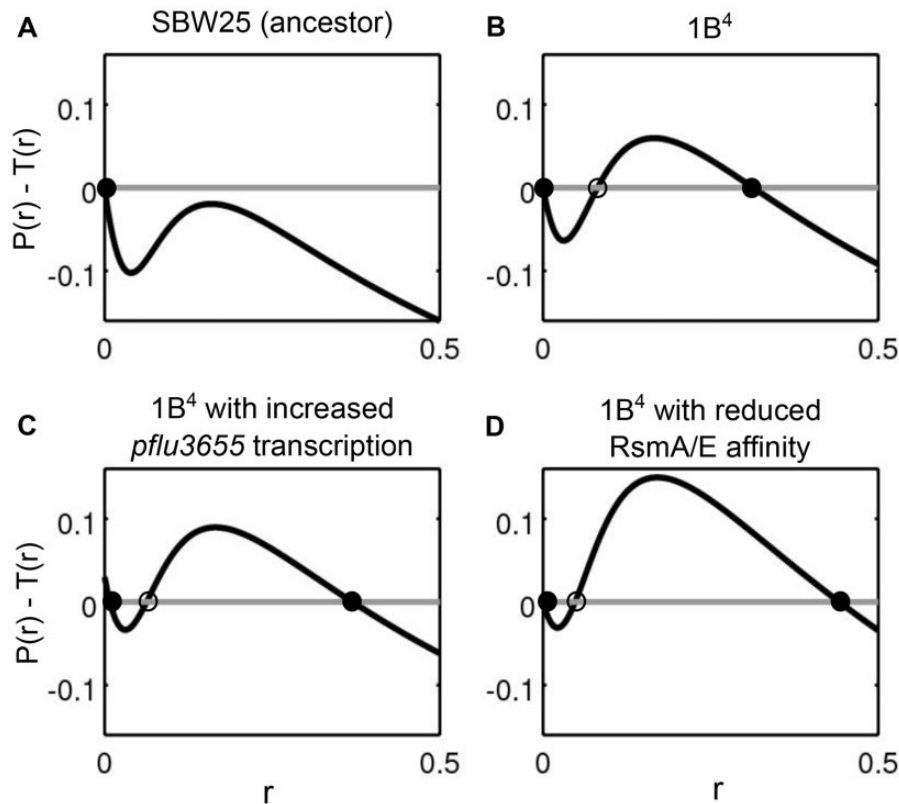 A
SBW25 (ancestor)
P(r) - T(r)
0.1
0
-0.1
0
0.5
B
1B⁴
0.1
0
-0.1
0
0.5
C
1B⁴ with increased
pflu3655 transcription
P(r) - T(r)
0.1
0
-0.1
0
0.5
r
D
1B⁴ with reduced
RsmA/E affinity
0.1
0
-0.1
0
0.5
r